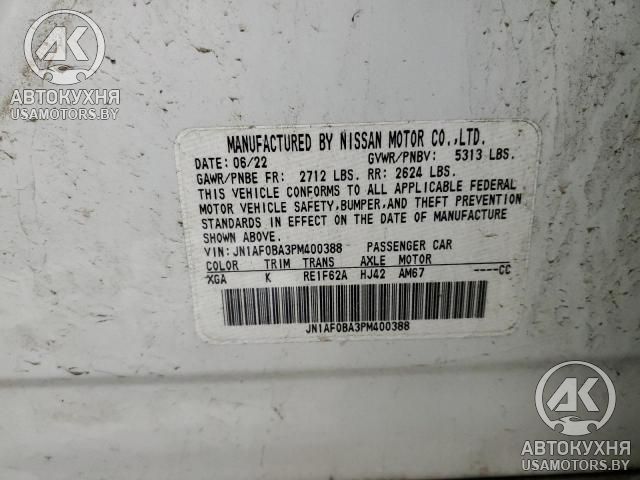 АК
АВТОКУХНЯ
USAMOTORS.BY
MANUFACTURED BY NISSAN MOTOR CO.,LTD.
DATE: 06/22 GVWR/PNBV: 5313 LBS.
GAWR/PNBE FR: 2712 LBS. RR: 2624 LBS.
THIS VEHICLE CONFORMS TO ALL APPLICABLE FEDERAL
MOTOR VEHICLE SAFETY,BUMPER,AND THEFT PREVENTION
STANDARDS IN EFFECT ON THE DATE OF MANUFACTURE
SHOWN ABOVE.
VIN: JN1AF0BA3PM400388 PASSENGER CAR
COLOR TRIM TRANS AXLE MOTOR
XGA K RE1F62A HJ42 AM67 ----CC
JN1AF0BA3PM400388
АК
АВТОКУХНЯ
USAMOTORS.BY